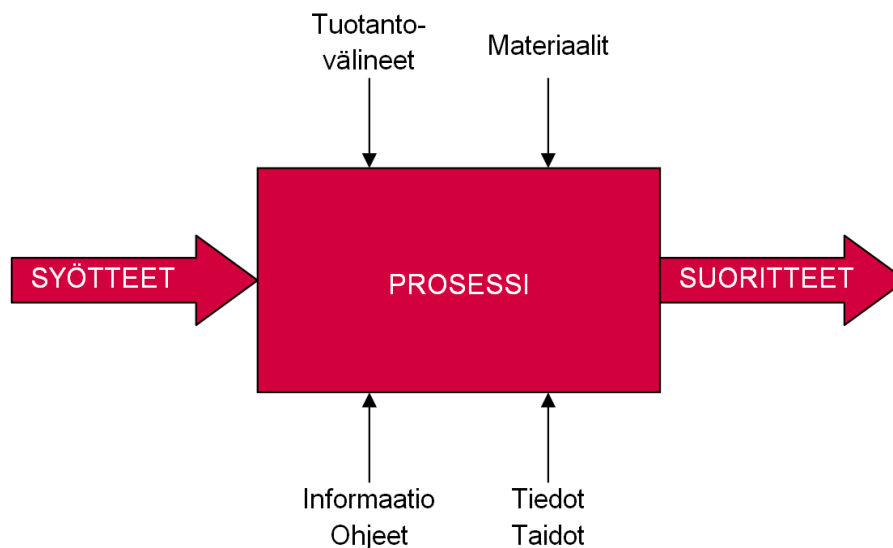 Tuotanto-
välineet
Materiaalit
SYÖTTEET
PROSESSI
SUORITTEET
Informaatio
Ohjeet
Tiedot
Taidot